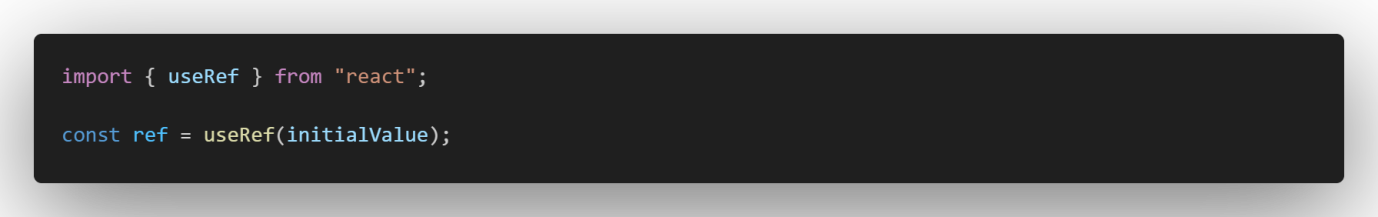 import { useRef } from "react";
const ref = useRef(initialValue);